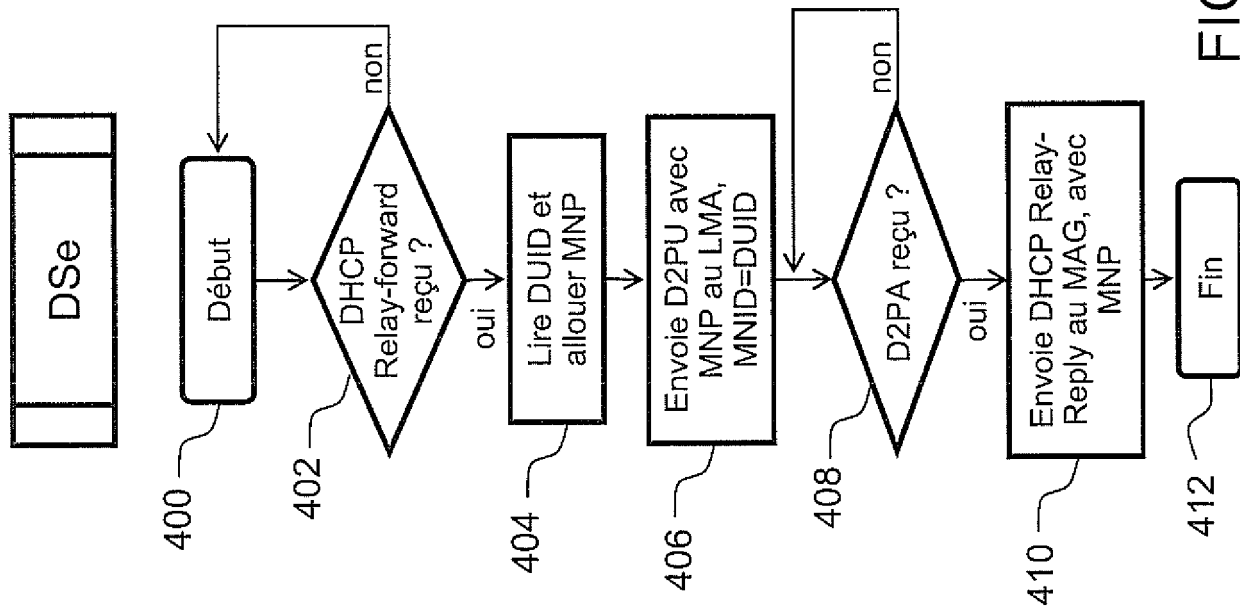 DSe
400
Début
402
DHCP
Relay-forward
reçu ?
non
oui
404
Lire DUID et
allouer MNP
406
Envoie D2PU avec
MNP au LMA,
MNID=DUID
408
D2PA reçu ?
non
oui
410
Envoie DHCP Relay-
Reply au MAG, avec
MNP
412
Fin